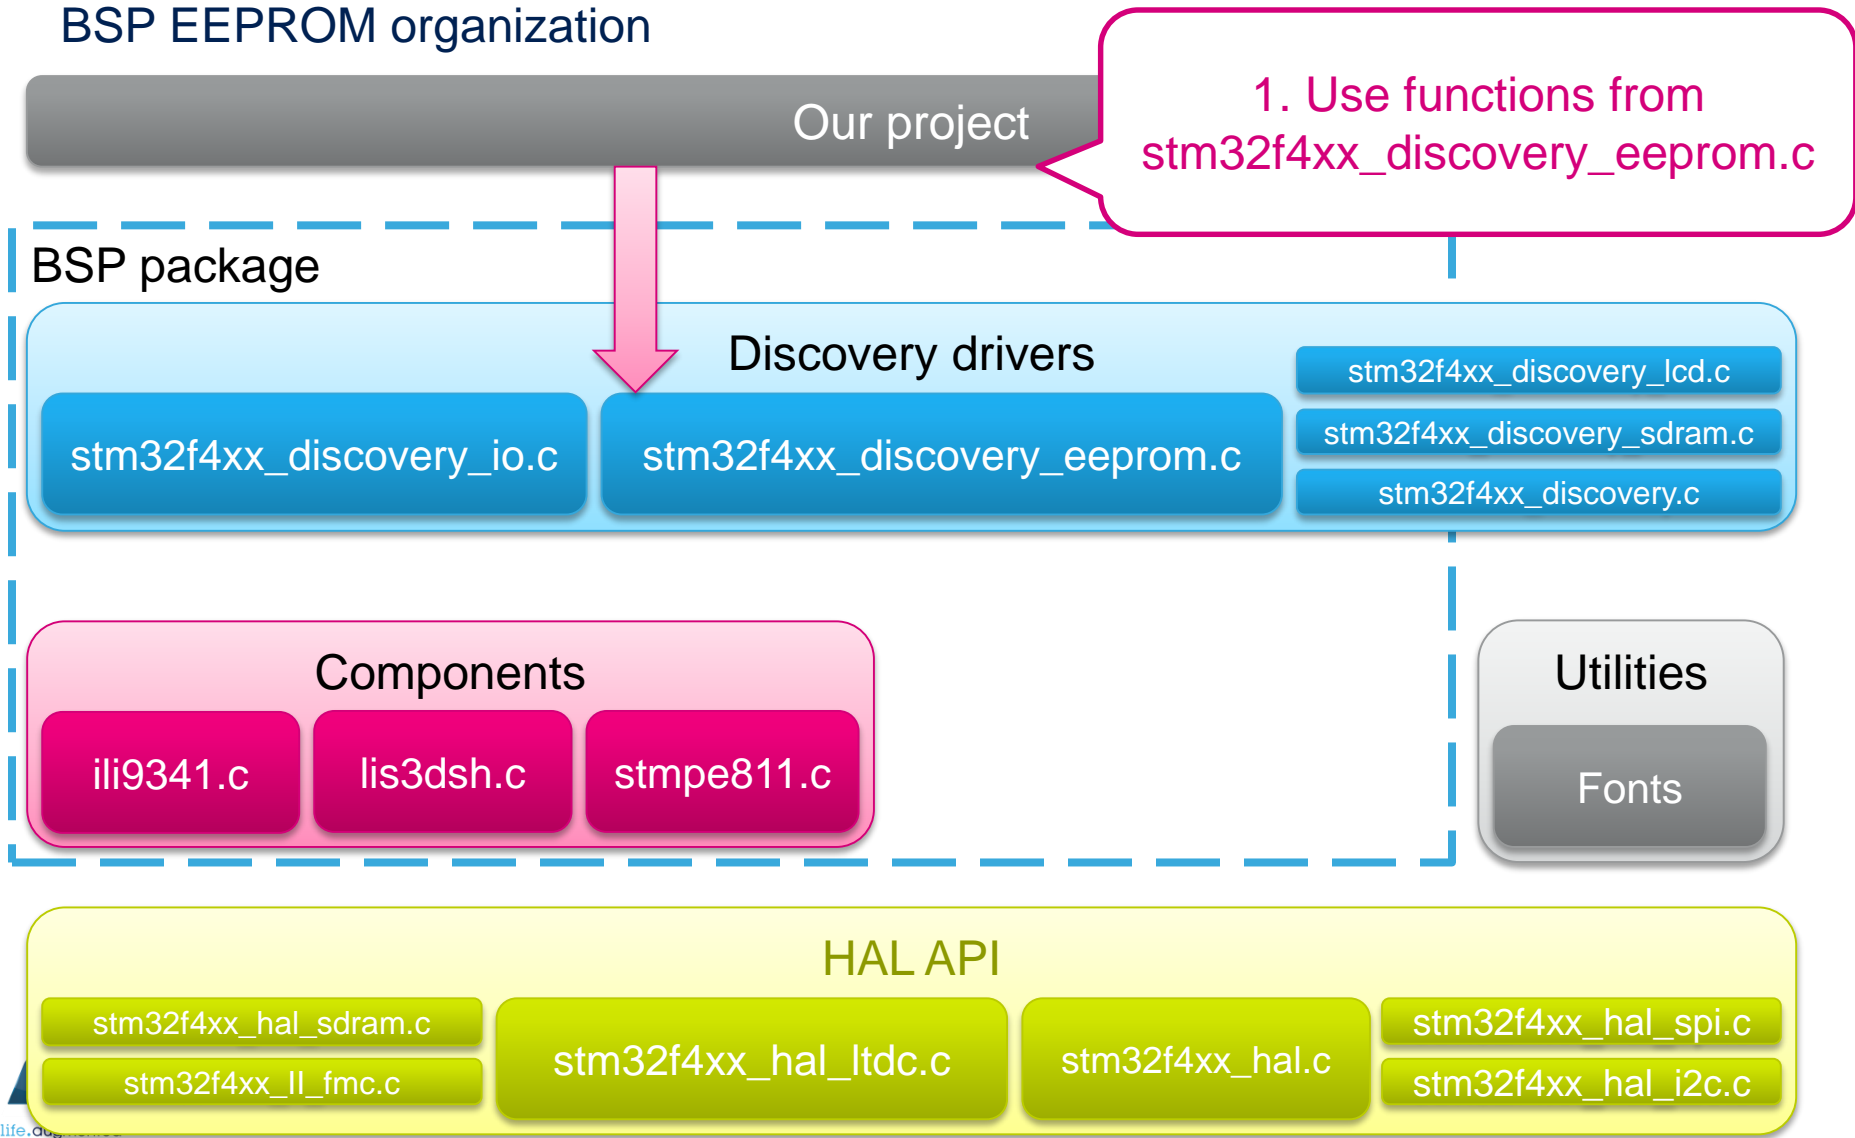 BSP EEPROM organization
Our project
1. Use functions from
stm32f4xx_discovery_eeprom.c
BSP package
Discovery drivers
stm32f4xx_discovery_io.c
stm32f4xx_discovery_eeprom.c
stm32f4xx_discovery_lcd.c
stm32f4xx_discovery_sdram.c
stm32f4xx_discovery.c
Components
ili9341.c
lis3dsh.c
stmpe811.c
Utilities
Fonts
HAL API
stm32f4xx_hal_sdram.c
stm32f4xx_ll_fmc.c
stm32f4xx_hal_ltdc.c
stm32f4xx_hal.c
stm32f4xx_hal_spi.c
stm32f4xx_hal_i2c.c
life.